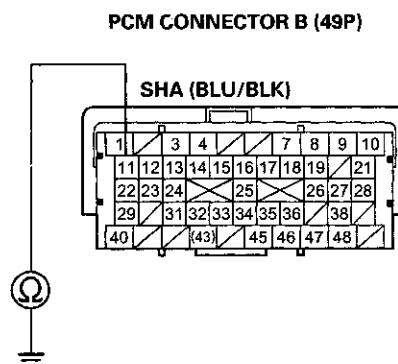 PCM CONNECTOR B (49P)
SHA (BLU/BLK)
1 3 4 7 8 9 10
11 12 13 14 15 16 17 18 19 21
22 23 24 25 26 27 28
29 31 32 33 34 35 36 38
40 (43) 45 46 47 48
Ω